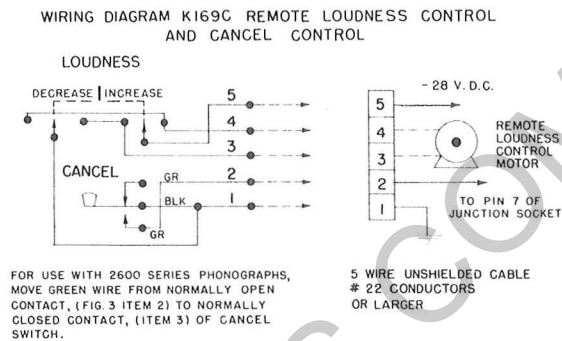 WIRING DIAGRAM K169C REMOTE LOUDNESS CONTROL
AND CANCEL CONTROL
LOUDNESS
DECREASE INCREASE
5
4
3
CANCEL
GR
2
BLK
1
GR
- 28 V. D.C.
5
4
3
2
1
REMOTE
LOUDNESS
CONTROL
MOTOR
TO PIN 7 OF
JUNCTION SOCKET
FOR USE WITH 2600 SERIES PHONOGRAPHS,
MOVE GREEN WIRE FROM NORMALLY OPEN
CONTACT, (FIG. 3 ITEM 2) TO NORMALLY
CLOSED CONTACT, (ITEM 3) OF CANCEL
SWITCH.
5 WIRE UNSHIELDED CABLE
# 22 CONDUCTORS
OR LARGER